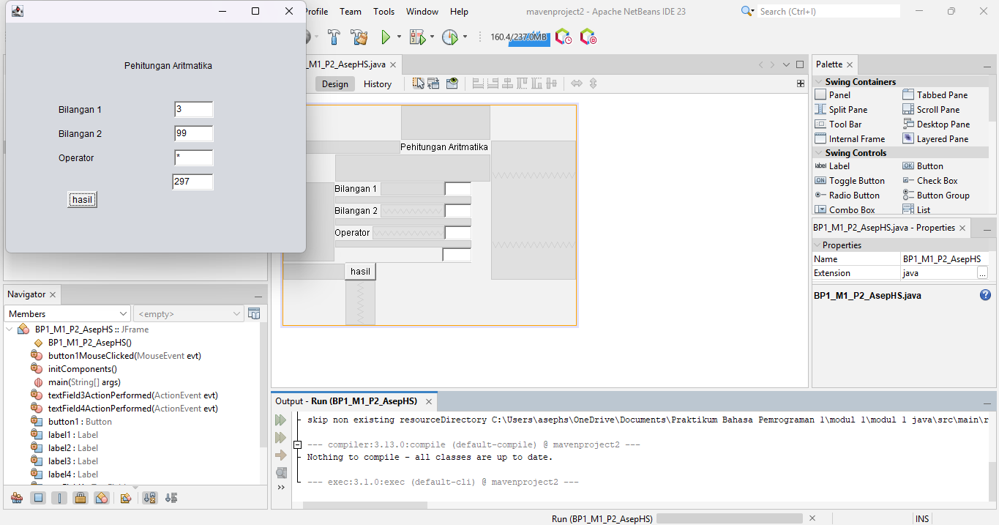 Profile Team Tools Window Help
mavenproject2 - Apache NetBeans IDE 23
Search (Ctrl+I)
160.4/237.0MB
Pehitungan Aritmatika
Bilangan 1 3
Bilangan 2 99
Operator *
297
hasil
_M1_P2_AsepHS.java
Design History
Pehitungan Aritmatika
Bilangan 1
Bilangan 2
Operator
hasil
Palette
Swing Containers
Panel Tabbed Pane
Split Pane Scroll Pane
Tool Bar Desktop Pane
Internal Frame Layered Pane
Swing Controls
label Label OK Button
ON Toggle Button Check Box
Radio Button Button Group
Combo Box List
BP1_M1_P2_AsepHS.java - Properties
Properties
Name BP1_M1_P2_AsepHS
Extension java ...
BP1_M1_P2_AsepHS.java
Navigator
Members <empty>
BP1_M1_P2_AsepHS :: JFrame
BP1_M1_P2_AsepHS()
button1MouseClicked(MouseEvent evt)
initComponents()
main(String[] args)
textField3ActionPerformed(ActionEvent evt)
textField4ActionPerformed(ActionEvent evt)
button1 : Button
label1 : Label
label2 : Label
label3 : Label
label4 : Label
Output - Run (BP1_M1_P2_AsepHS)
skip non existing resourceDirectory C:\Users\asephs\OneDrive\Documents\Praktikum Bahasa Pemrograman 1\modul 1\modul 1 java\src\main\r
--- compiler:3.13.0:compile (default-compile) @ mavenproject2 ---
Nothing to compile - all classes are up to date.
--- exec:3.1.0:exec (default-cli) @ mavenproject2 ---
Run (BP1_M1_P2_AsepHS)
INS